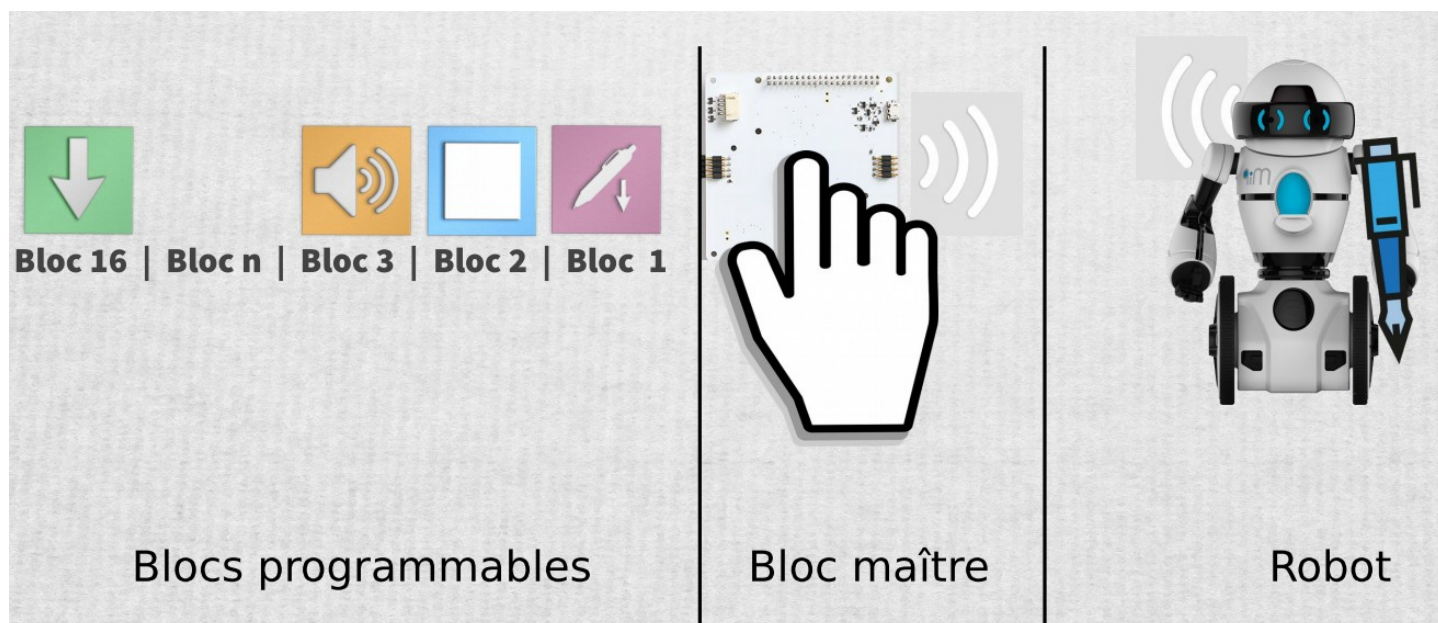 Bloc 16 | Bloc n | Bloc 3 | Bloc 2 | Bloc 1
Blocs programmables
Bloc maître
Robot